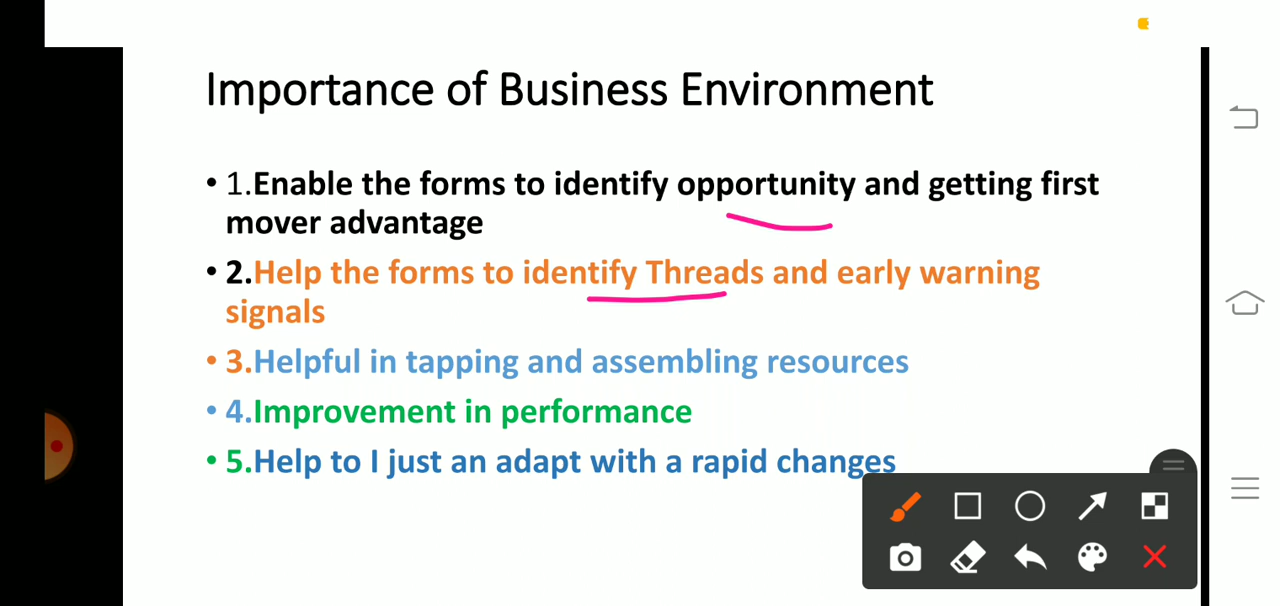 Importance of Business Environment
• 1.Enable the forms to identify opportunity and getting first
mover advantage
• 2.Help the forms to identify Threads and early warning
signals
• 3.Helpful in tapping and assembling resources
• 4.Improvement in performance
• 5.Help to I just an adapt with a rapid changes